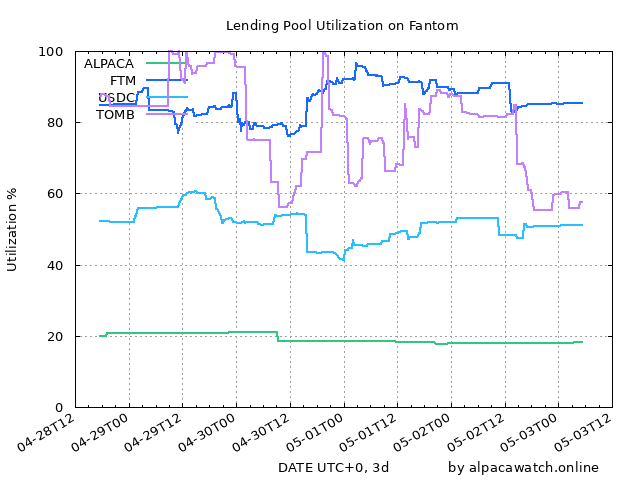 Lending Pool Utilization on Fantom
100
80
60
40
20
0
Utilization %
ALPACA
FTM
USDC
TOMB
04-28T12
04-29T00
04-29T12
04-30T00
04-30T12
05-01T00
05-01T12
05-02T00
05-02T12
05-03T00
05-03T12
DATE UTC+0, 3d
by alpacawatch.online